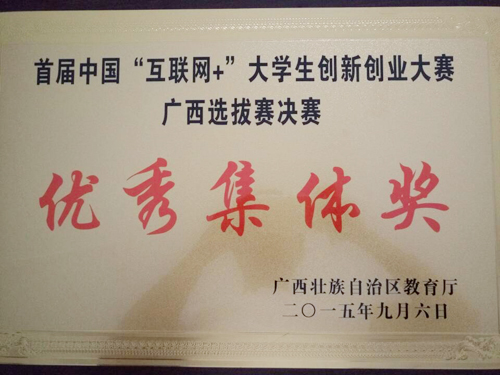 首届中国“互联网+”大学生创新创业大赛
广西选拔赛决赛
优秀集体奖
广西壮族自治区教育厅
二〇一五年九月六日